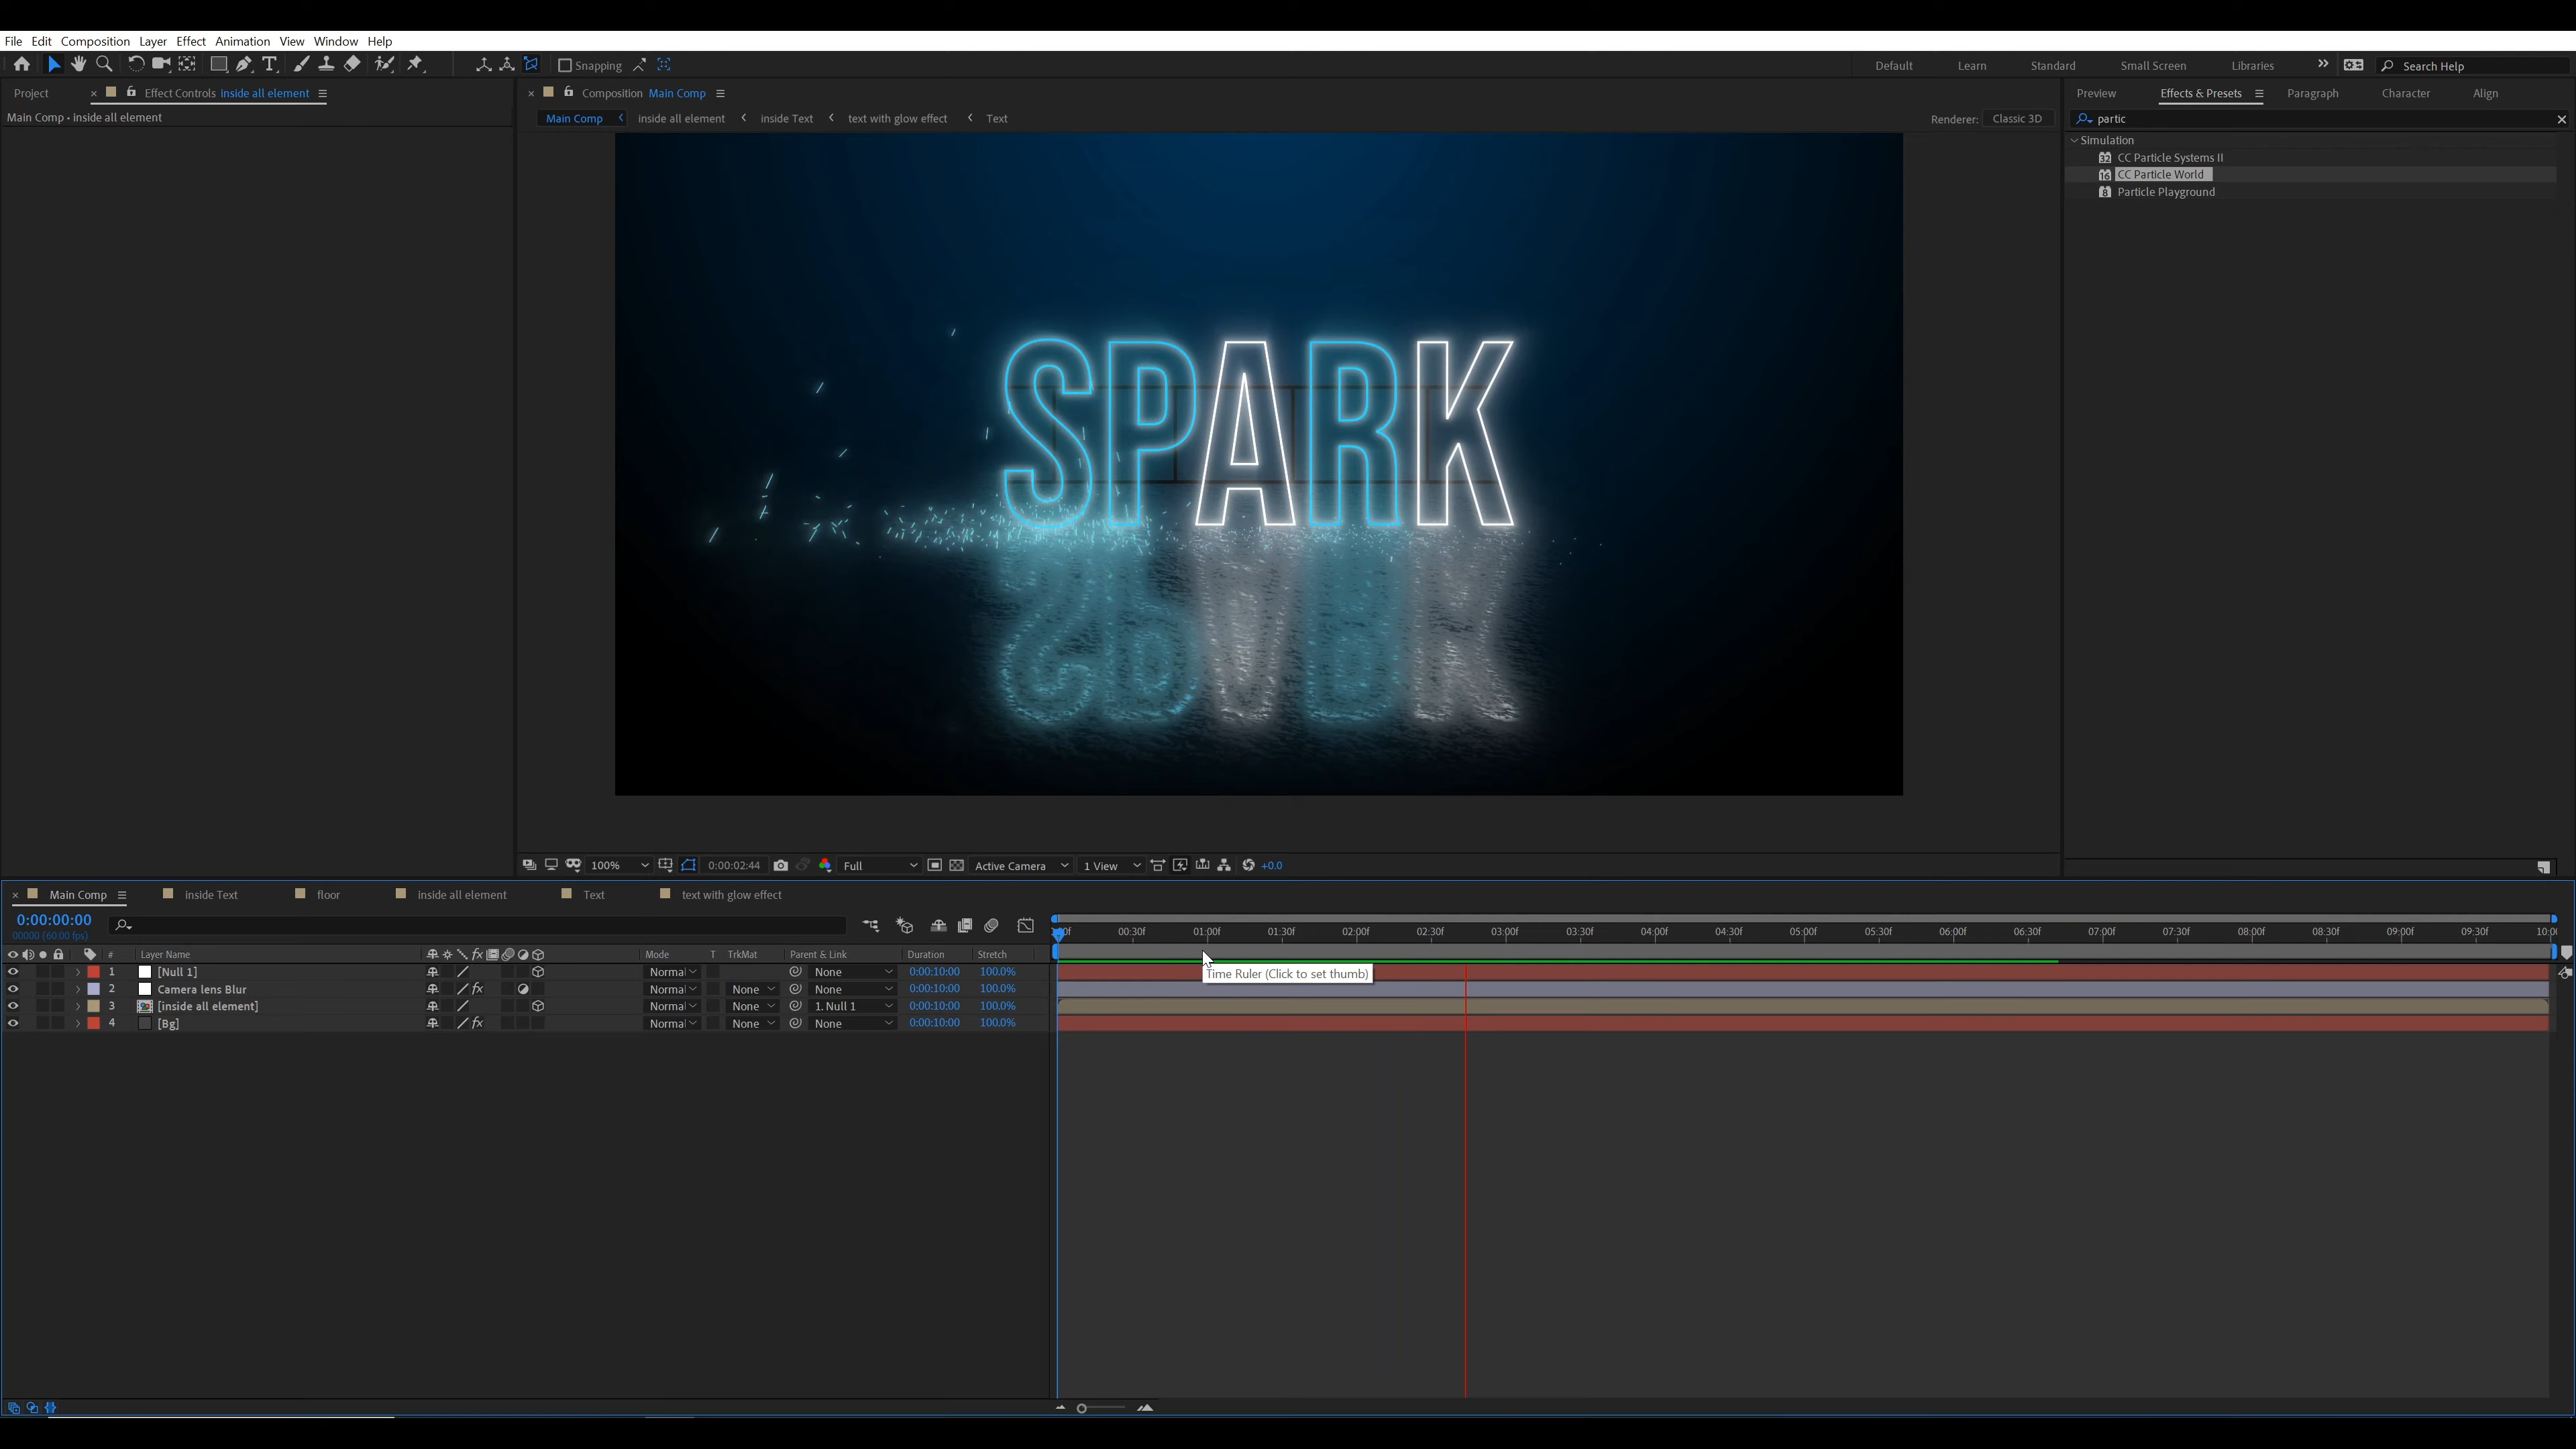 File Edit Composition Layer Effect Animation View Window Help
Snapping Default Learn Standard Small Screen Libraries Search Help
Project Effect Controls inside all element Composition Main Comp Preview Effects & Presets Paragraph Character Align
Main Comp • inside all element Main Comp inside all element inside Text text with glow effect Text Renderer: Classic 3D partic
Simulation
32 CC Particle Systems II
16 CC Particle World
8 Particle Playground
SPARK
100% 0:00:02:44 Full Active Camera 1 View +0.0
Main Comp inside Text floor inside all element Text text with glow effect
0:00:00:00
00000 (60.00 fps) 00:30f 01:00f 01:30f 02:00f 02:30f 03:00f 03:30f 04:00f 04:30f 05:00f 05:30f 06:00f 06:30f 07:00f 07:30f 08:00f 08:30f 09:00f 09:30f 10:00
# Layer Name fx Mode T TrkMat Parent & Link Duration Stretch
1 [Null 1] Normal None 0:00:10:00 100.0% Time Ruler (Click to set thumb)
2 Camera lens Blur fx Normal None None 0:00:10:00 100.0%
3 [inside all element] Normal None 1. Null 1 0:00:10:00 100.0%
4 [Bg] fx Normal None None 0:00:10:00 100.0%